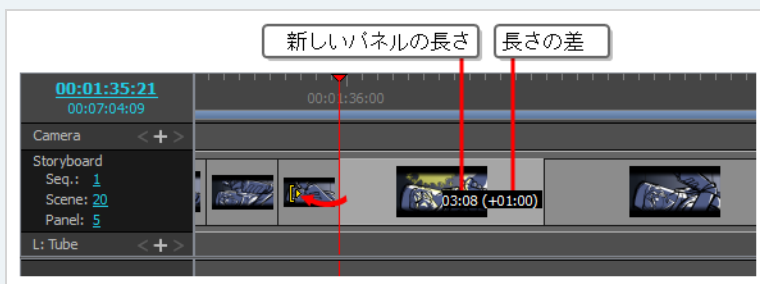 新しいパネルの長さ
長さの差
00:01:35:21
00:07:04:09
00:01:36:00
Camera < + >
Storyboard
Seq.: 1
Scene: 20
Panel: 5
03:08 (+01:00)
L: Tube < + >